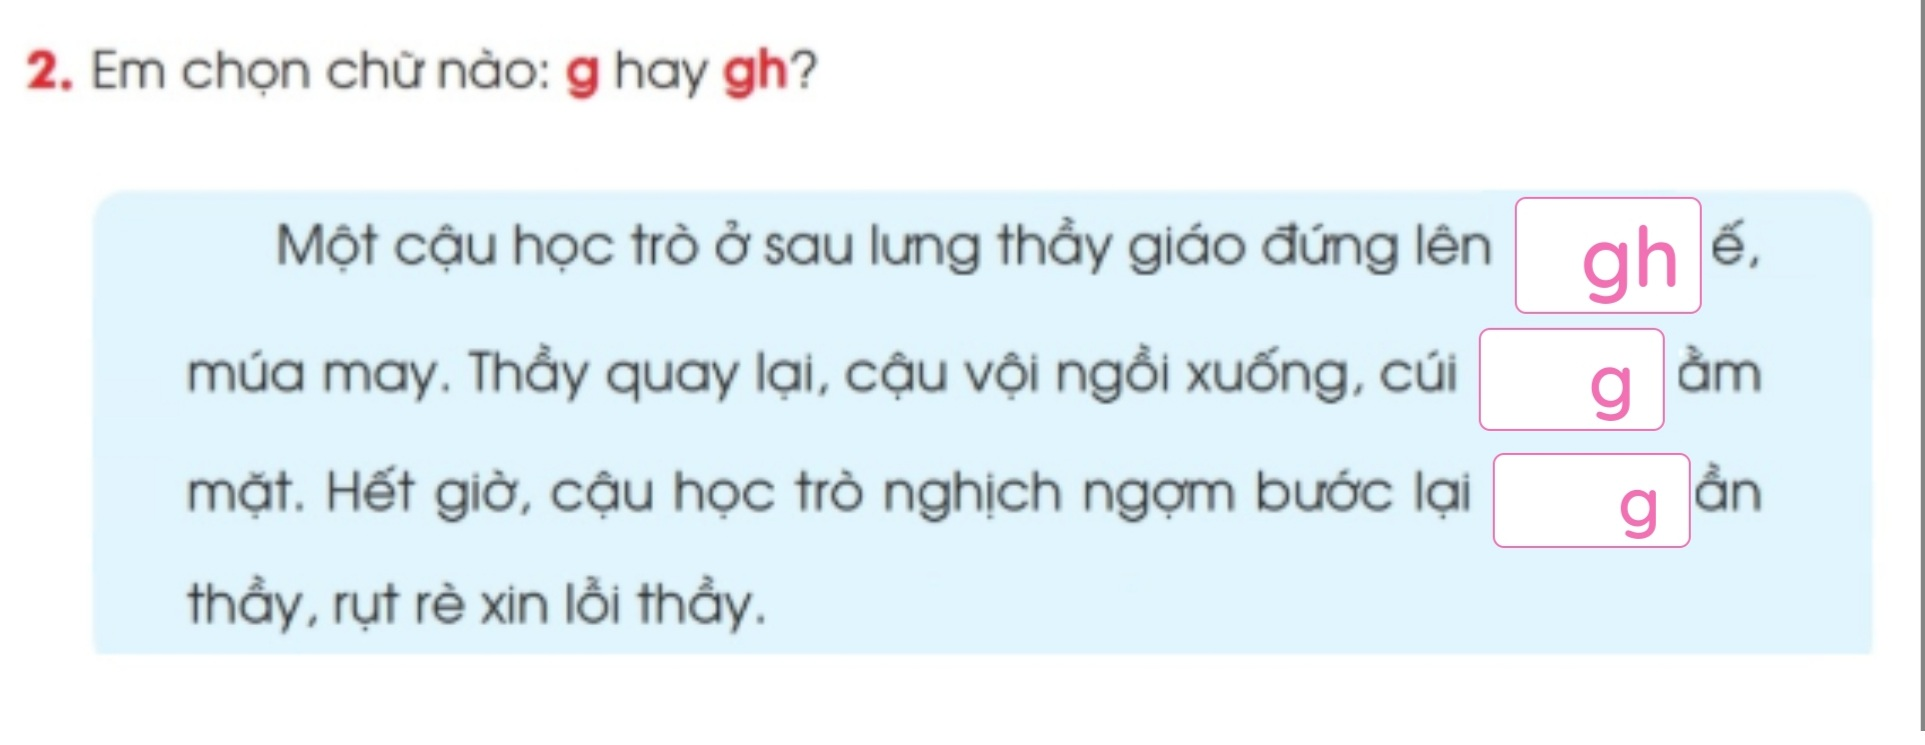 2. Em chọn chữ nào: g hay gh?
Một cậu học trò ở sau lưng thầy giáo đứng lên gh ế,
múa may. Thầy quay lại, cậu vội ngồi xuống, cúi g ằm
mặt. Hết giờ, cậu học trò nghịch ngợm bước lại g ần
thầy, rụt rè xin lỗi thầy.